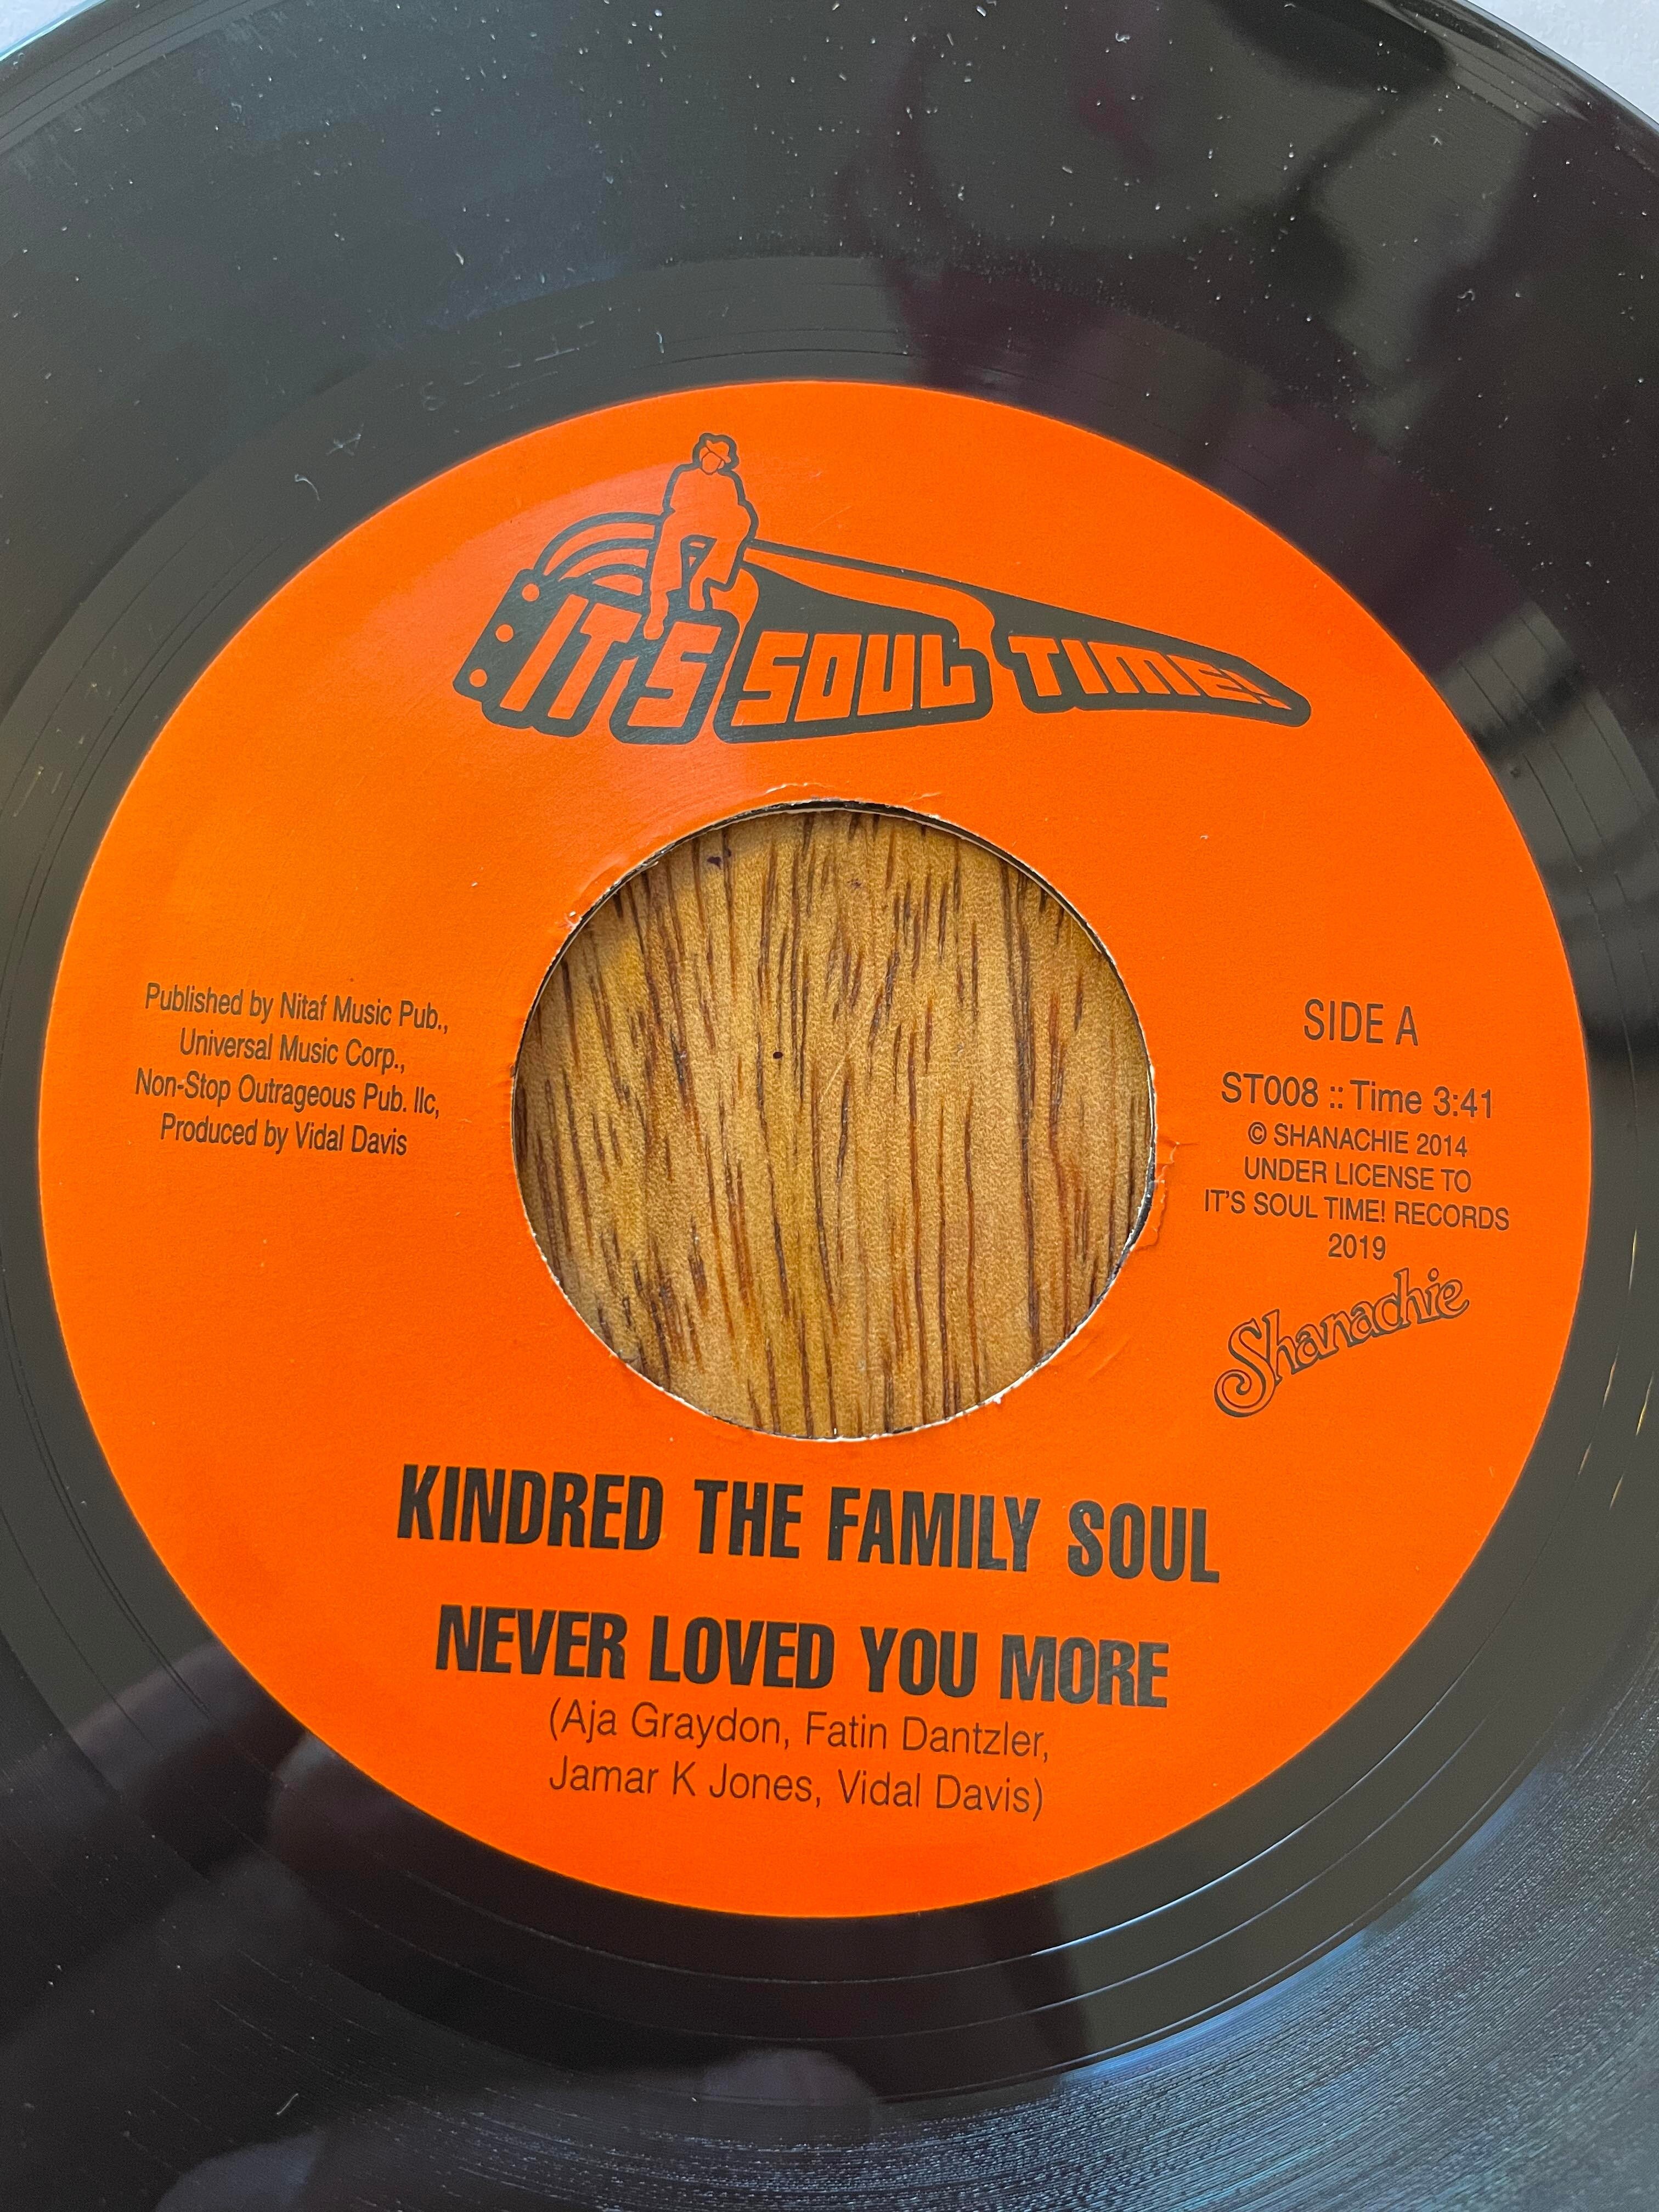 IT'S SOUL TIME!
Published by Nitaf Music Pub.,
Universal Music Corp.,
Non-Stop Outrageous Pub. llc,
Produced by Vidal Davis
SIDE A
ST008 :: Time 3:41
© SHANACHIE 2014
UNDER LICENSE TO
IT'S SOUL TIME! RECORDS
2019
Shanachie
KINDRED THE FAMILY SOUL
NEVER LOVED YOU MORE
(Aja Graydon, Fatin Dantzler,
Jamar K Jones, Vidal Davis)